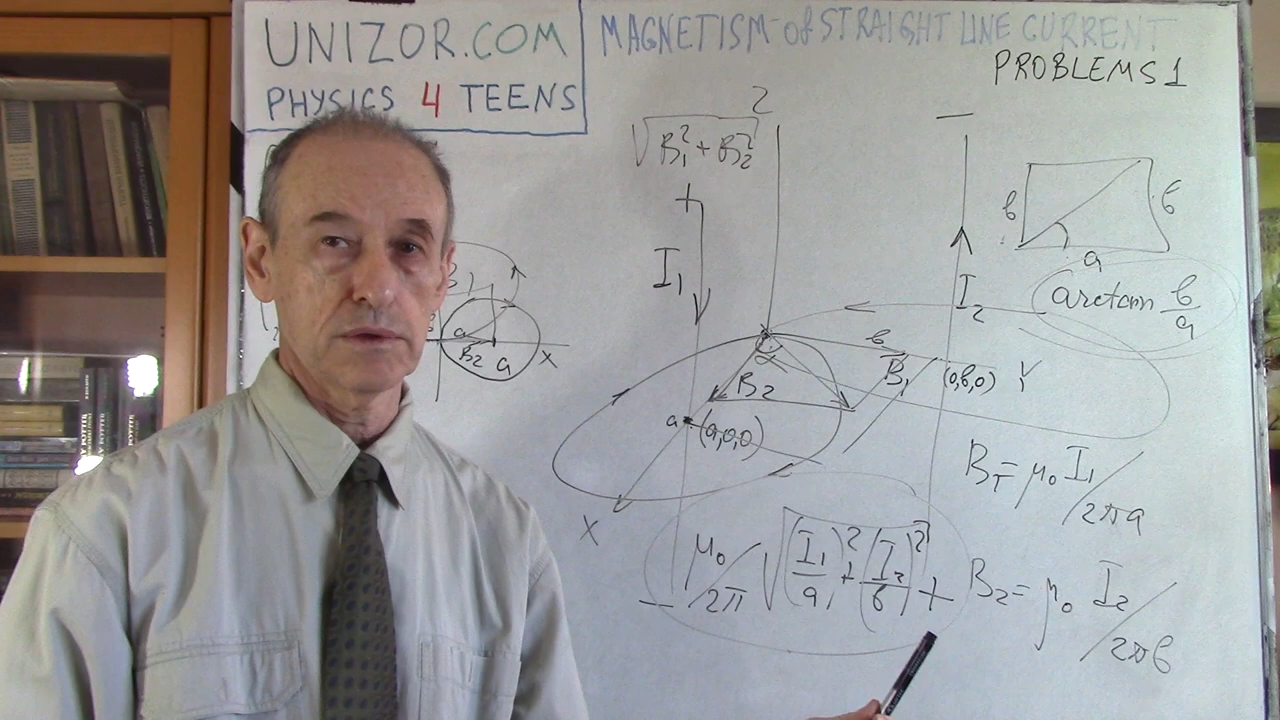 UNIZOR.COM
PHYSICS 4 TEENS
MAGNETISM of STRAIGHT LINE CURRENT
PROBLEMS 1
√(B₁² + B₂²)
Z
+
−
I₁
I₂
b
b
a
arctan b/a
a
B₂
a
X
α
b
B₂
B₁
(0,b,0) Y
a (a,0,0)
X
B₁ = μ₀ I₁/2πa
μ₀/2π √((I₁/a)² + (I₂/b)²)
− +
B₂ = μ₀ I₂/2πb